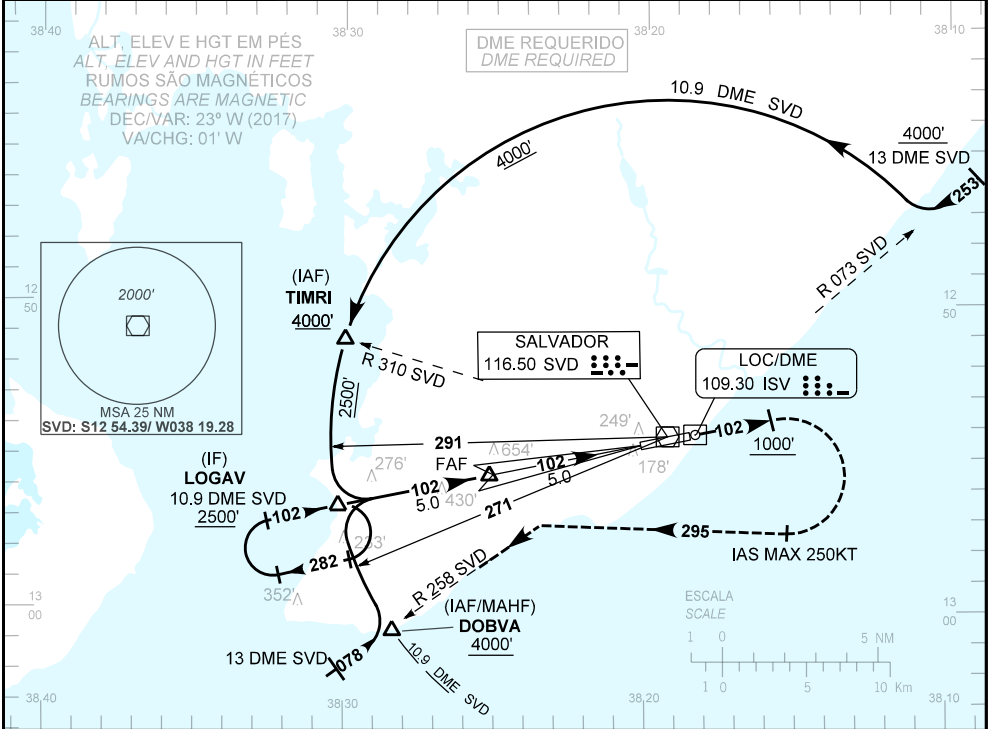 38 40
38 30
38 20
38 10
ALT, ELEV E HGT EM PÉS
ALT, ELEV AND HGT IN FEET
RUMOS SÃO MAGNÉTICOS
BEARINGS ARE MAGNETIC
DEC/VAR: 23º W (2017)
VA/CHG: 01' W
DME REQUERIDO
DME REQUIRED
10.9 DME SVD
4000'
4000'
13 DME SVD
253
R 073 SVD
2000'
MSA 25 NM
SVD: S12 54.39/ W038 19.28
12
50
12
50
(IAF)
TIMRI
4000'
R 310 SVD
2500'
SALVADOR
116.50 SVD
LOC/DME
109.30 ISV
249'
178'
102
1000'
291
276'
654'
FAF
430'
102
5.0
102
5.0
271
(IF)
LOGAV
10.9 DME SVD
2500'
102
282
352'
R 258 SVD
295
IAS MAX 250KT
(IAF/MAHF)
DOBVA
4000'
13 DME SVD
078
10.9 DME SVD
ESCALA
SCALE
1 0 5 NM
1 0 5 10 Km
13
00
13
00
38 40
38 30
38 20
38 10